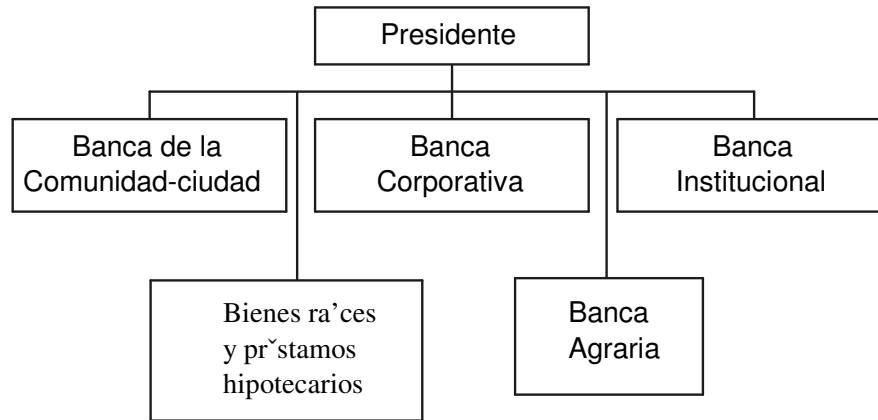 Presidente
Banca de la
Comunidad-ciudad
Banca
Corporativa
Banca
Institucional
Bienes ra’ces
y prˇstamos
hipotecarios
Banca
Agraria